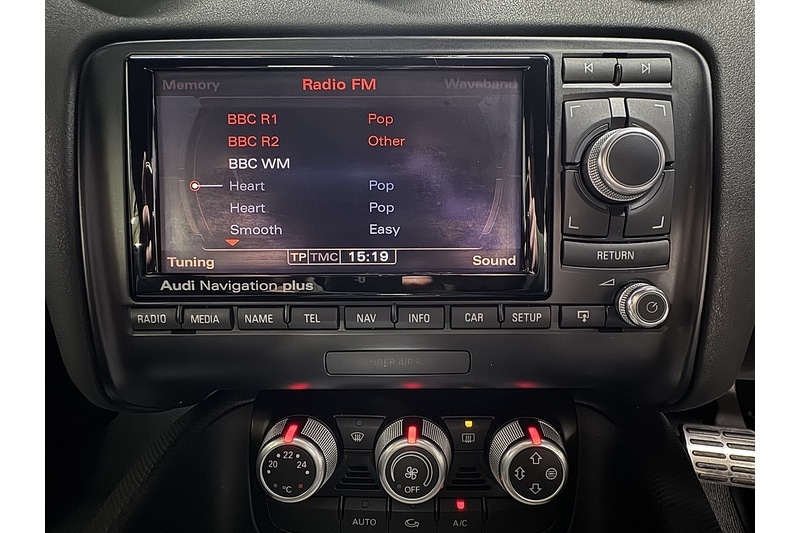 Memory Radio FM Waveband
BBC R1 Pop
BBC R2 Other
BBC WM
Heart Pop
Heart Pop
Smooth Easy
TP TMC 15:19
Tuning Sound
Audi Navigation plus
RETURN
RADIO MEDIA NAME TEL NAV INFO CAR SETUP
20 22 24
°C
OFF
AUTO A/C